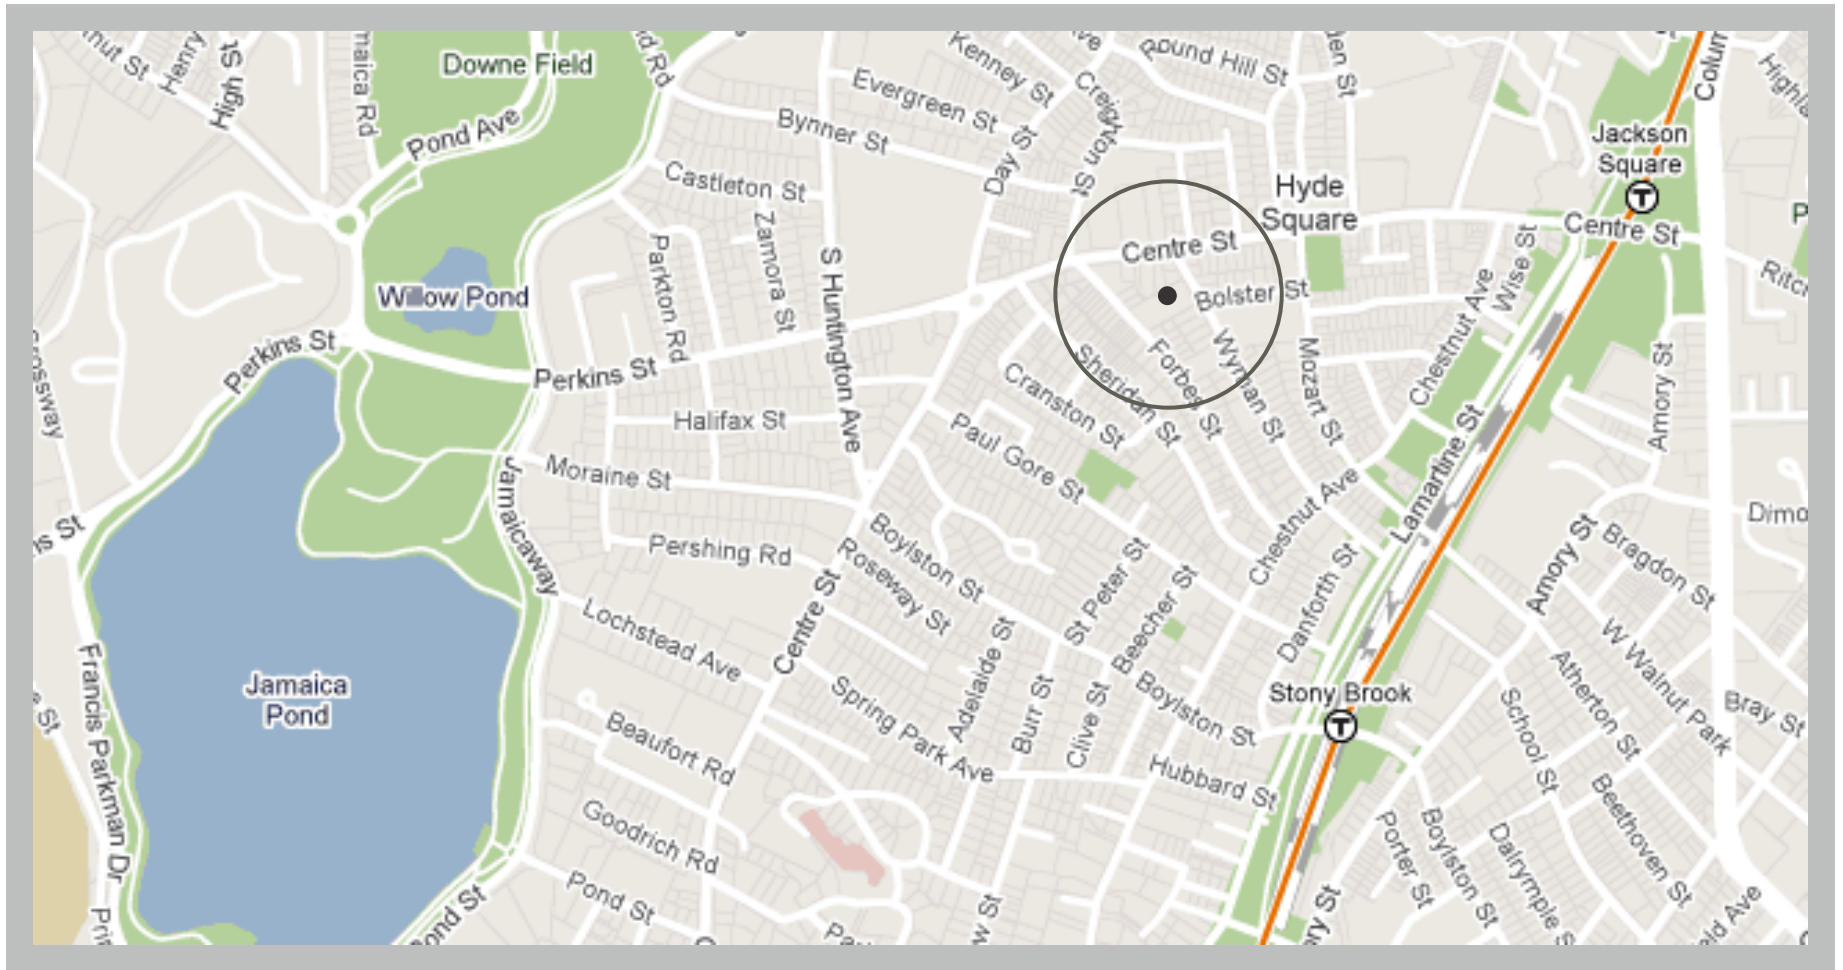 High St
Henry
Downe Field
Pond Ave
Kenney St
Round Hill St
Evergreen St
Bynner St
Day St
Creighton St
Jackson
Square
T
Castleton St
Hyde
Square
Centre St
Centre St
Zamora St
Parkton Rd
S Huntington Ave
Wise St
Bolster St
Willow Pond
Perkins St
Perkins St
Chestnut Ave
Amory St
Sheridan St
Forbes St
Wyman St
Mozart St
Cranston St
Halifax St
Paul Gore St
Moraine St
Lamartine St
Chestnut Ave
Jamaicaway
Boylston St
Pershing Rd
Roseway St
Amory St
Bragdon St
St Peter St
Danforth St
Beecher St
Lochstead Ave
Centre St
Adelaide St
W Walnut Park
Atherton St
Francis Parkman Dr
Jamaica
Pond
Spring Park Ave
Burr St
Clive St
Boylston St
Stony Brook
T
School St
Bray St
Beaufort Rd
Hubbard St
Beethoven St
Goodrich Rd
Porter St
Boylston St
Dalrymple S
Pond St
Pond St